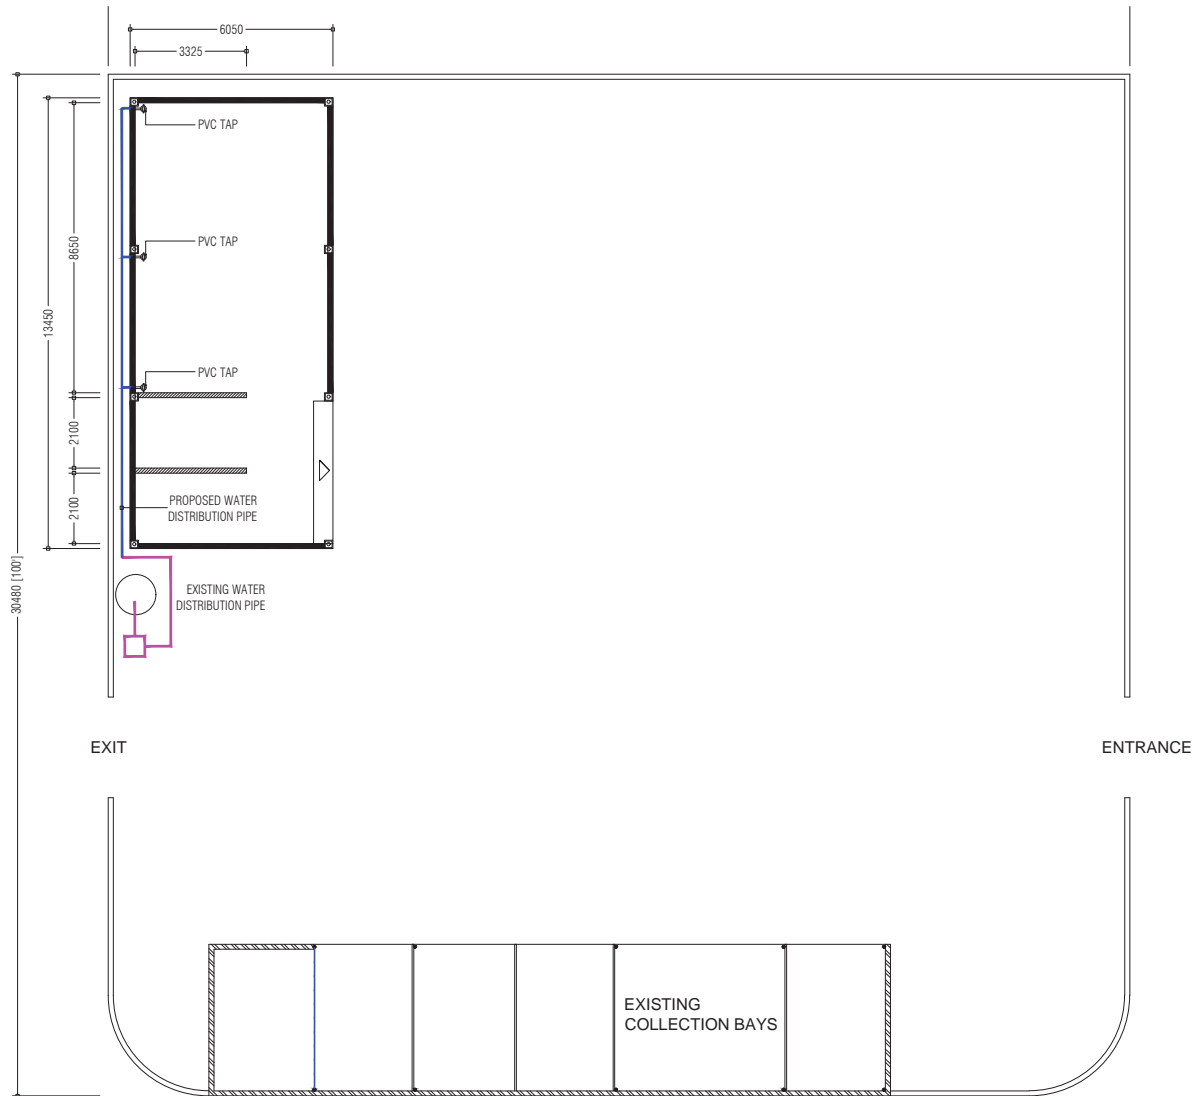 6050
3325
PVC TAP
PVC TAP
8650
13450
PVC TAP
2100
2100
PROPOSED WATER
DISTRIBUTION PIPE
30480 [100']
EXISTING WATER
DISTRIBUTION PIPE
EXIT
ENTRANCE
EXISTING
COLLECTION BAYS